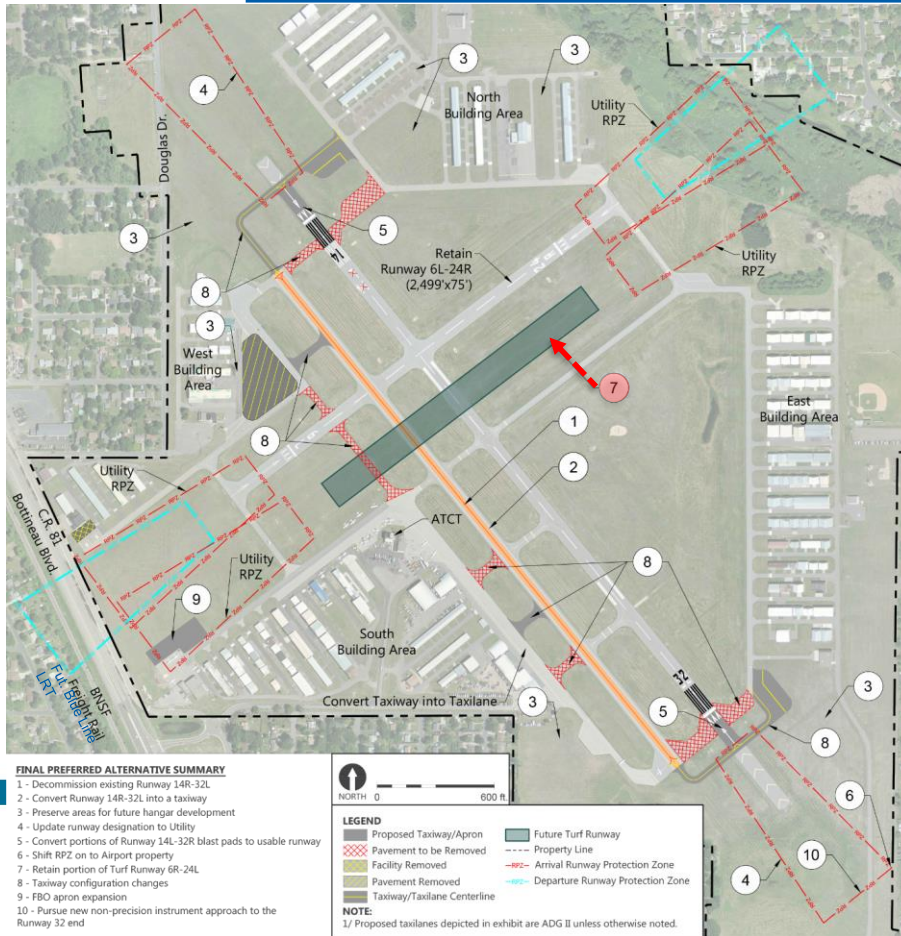 3
3
4
North
Building Area
Utility
RPZ
Douglas Dr.
5
14
3
Retain
Runway 6L-24R
(2,499'x75')
Utility
RPZ
8
3
West
Building
Area
7
East
Building Area
1
8
2
Utility
RPZ
C.R. 81
Bottineau Blvd.
ATCT
Utility
RPZ
8
9
South
Building Area
32
Fut. Blue Line
LRT
BNSF
Freight Rail
Convert Taxiway into Taxilane
3
5
3
8
6
10
4
FINAL PREFERRED ALTERNATIVE SUMMARY
1 - Decommission existing Runway 14R-32L
2 - Convert Runway 14R-32L into a taxiway
3 - Preserve areas for future hangar development
4 - Update runway designation to Utility
5 - Convert portions of Runway 14L-32R blast pads to usable runway
6 - Shift RPZ on to Airport property
7 - Retain portion of Turf Runway 6R-24L
8 - Taxiway configuration changes
9 - FBO apron expansion
10 - Pursue new non-precision instrument approach to the
Runway 32 end
NORTH
0 600 ft.
LEGEND
Proposed Taxiway/Apron
Pavement to be Removed
Facility Removed
Pavement Removed
Taxiway/Taxilane Centerline
Future Turf Runway
Property Line
RPZ Arrival Runway Protection Zone
RPZ Departure Runway Protection Zone
NOTE:
1/ Proposed taxilanes depicted in exhibit are ADG II unless otherwise noted.